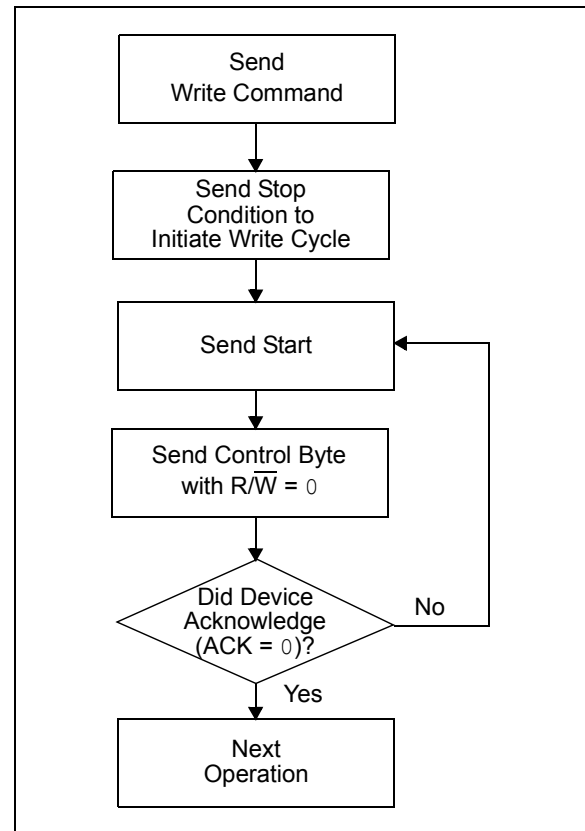 Send
Write Command
Send Stop
Condition to
Initiate Write Cycle
Send Start
Send Control Byte
with R/W̅ = 0
Did Device
Acknowledge
(ACK = 0)?
No
Yes
Next
Operation